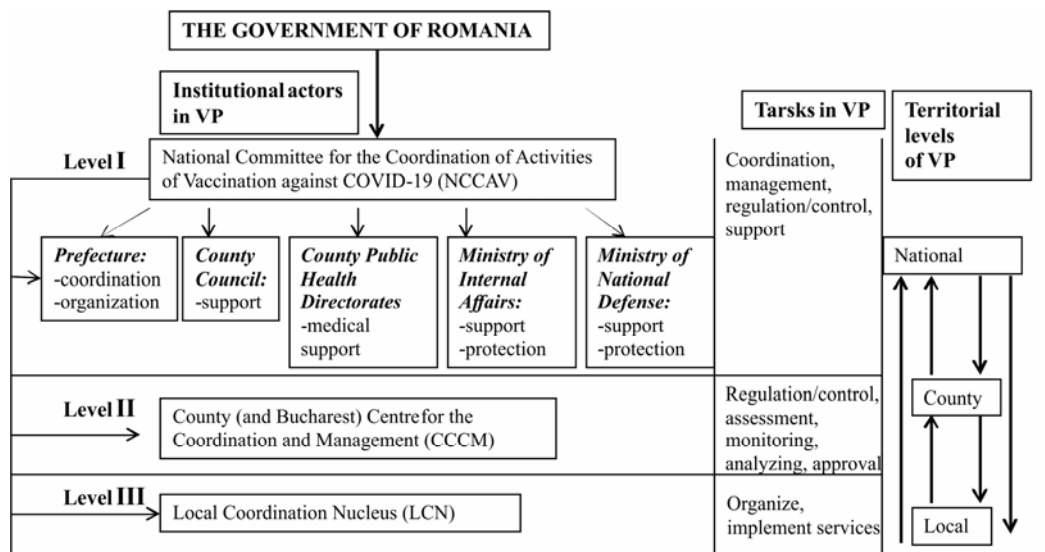 THE GOVERNMENT OF ROMANIA
Institutional actors
in VP
Tarsks in VP
Territorial
levels
of VP
Level I
National Committee for the Coordination of Activities
of Vaccination against COVID-19 (NCCAV)
Coordination,
management,
regulation/control,
support
Prefecture:
-coordination
-organization
County
Council:
-support
County Public
Health
Directorates
-medical
support
Ministry of
Internal
Affairs:
-support
-protection
Ministry of
National
Defense:
-support
-protection
National
Level II
County (and Bucharest) Centrefor the
Coordination and Management (CCCM)
Regulation/control,
assessment,
monitoring,
analyzing, approval
County
Level III
Local Coordination Nucleus (LCN)
Organize,
implement services
Local